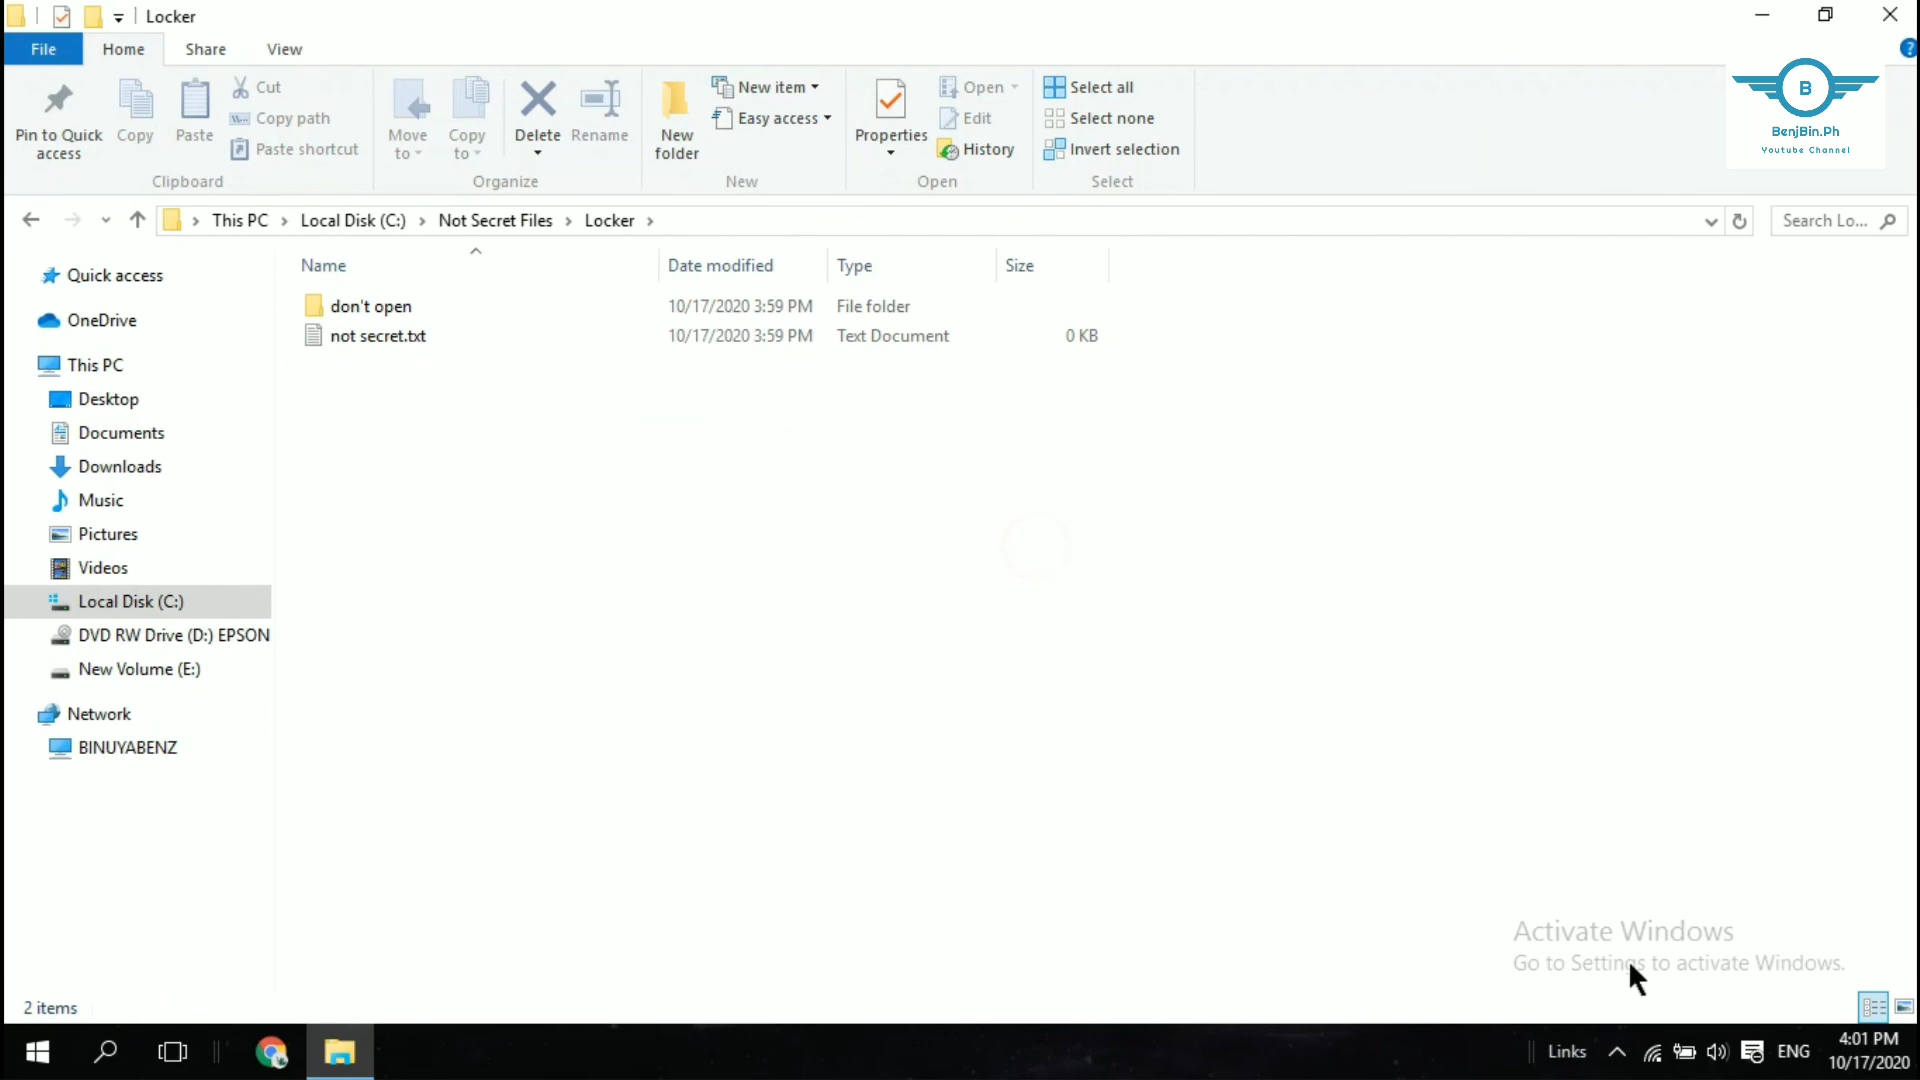 Locker
File Home Share View
Pin to Quick access
Copy
Paste
Cut
Copy path
Paste shortcut
Clipboard
Move to
Copy to
Delete
Rename
Organize
New folder
New item
Easy access
New
Properties
Open
Edit
History
Open
Select all
Select none
Invert selection
Select
B
BenjBin.Ph
Youtube Channel
This PC Local Disk (C:) Not Secret Files Locker
Search Lo...
Name Date modified Type Size
don't open 10/17/2020 3:59 PM File folder
not secret.txt 10/17/2020 3:59 PM Text Document 0 KB
Quick access
OneDrive
This PC
Desktop
Documents
Downloads
Music
Pictures
Videos
Local Disk (C:)
DVD RW Drive (D:) EPSON
New Volume (E:)
Network
BINUYABENZ
Activate Windows
Go to Settings to activate Windows.
2 items
Links ENG 4:01 PM
10/17/2020